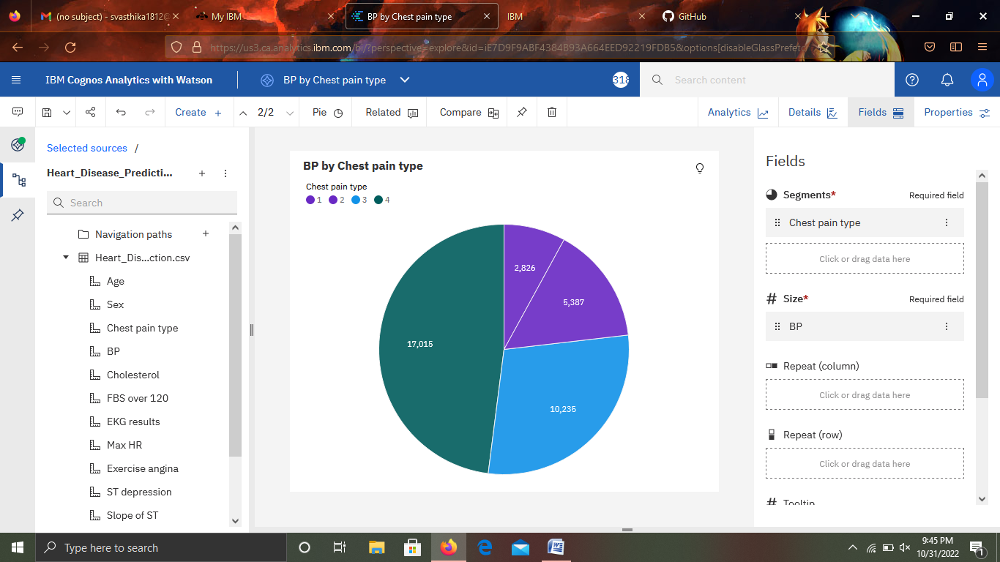 (no subject) - svasthika1812@
My IBM
BP by Chest pain type
IBM
GitHub
https://us3.ca.analytics.ibm.com/bi/?perspective=explore&id=iE7D9F9ABF4384B93A664EED92219FDB5&options[disableGlassPrefetc
IBM Cognos Analytics with Watson
BP by Chest pain type
318
Search content
Create +
2/2
Pie
Related
Compare
Analytics
Details
Fields
Properties
Selected sources /
Heart_Disease_Predicti...
Search
Navigation paths
Heart_Dis...ction.csv
Age
Sex
Chest pain type
BP
Cholesterol
FBS over 120
EKG results
Max HR
Exercise angina
ST depression
Slope of ST
BP by Chest pain type
Chest pain type
1 2 3 4
2,826
5,387
17,015
10,235
Fields
Segments* Required field
Chest pain type
Click or drag data here
# Size* Required field
BP
Repeat (column)
Click or drag data here
Repeat (row)
Click or drag data here
# Tooltip
Type here to search
9:45 PM
10/31/2022
1